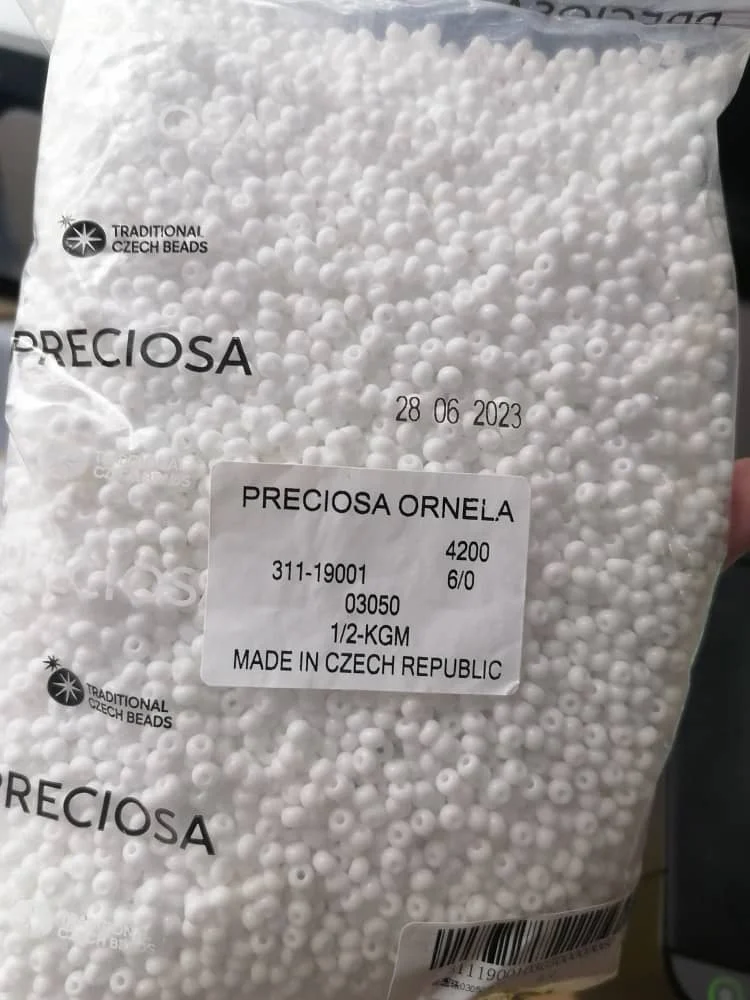 PRECIOSA
TRADITIONAL
CZECH BEADS
PRECIOSA
28 06 2023
PRECIOSA ORNELA
4200
311-19001 6/0
03050
1/2-KGM
MADE IN CZECH REPUBLIC
TRADITIONAL
CZECH BEADS
PRECIOSA